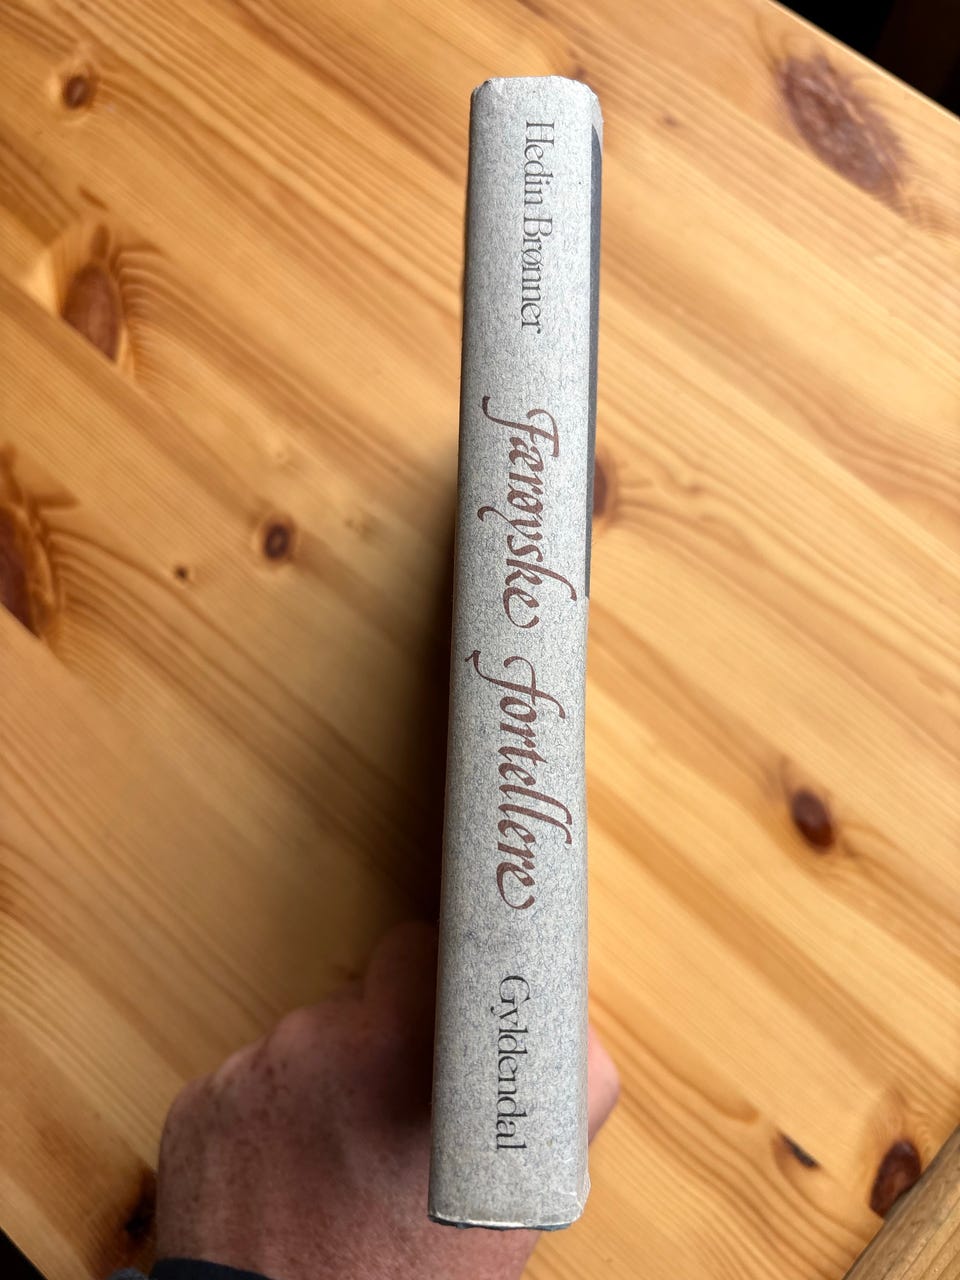 Hedin Brønner
Færøyske fortellere
Gyldendal